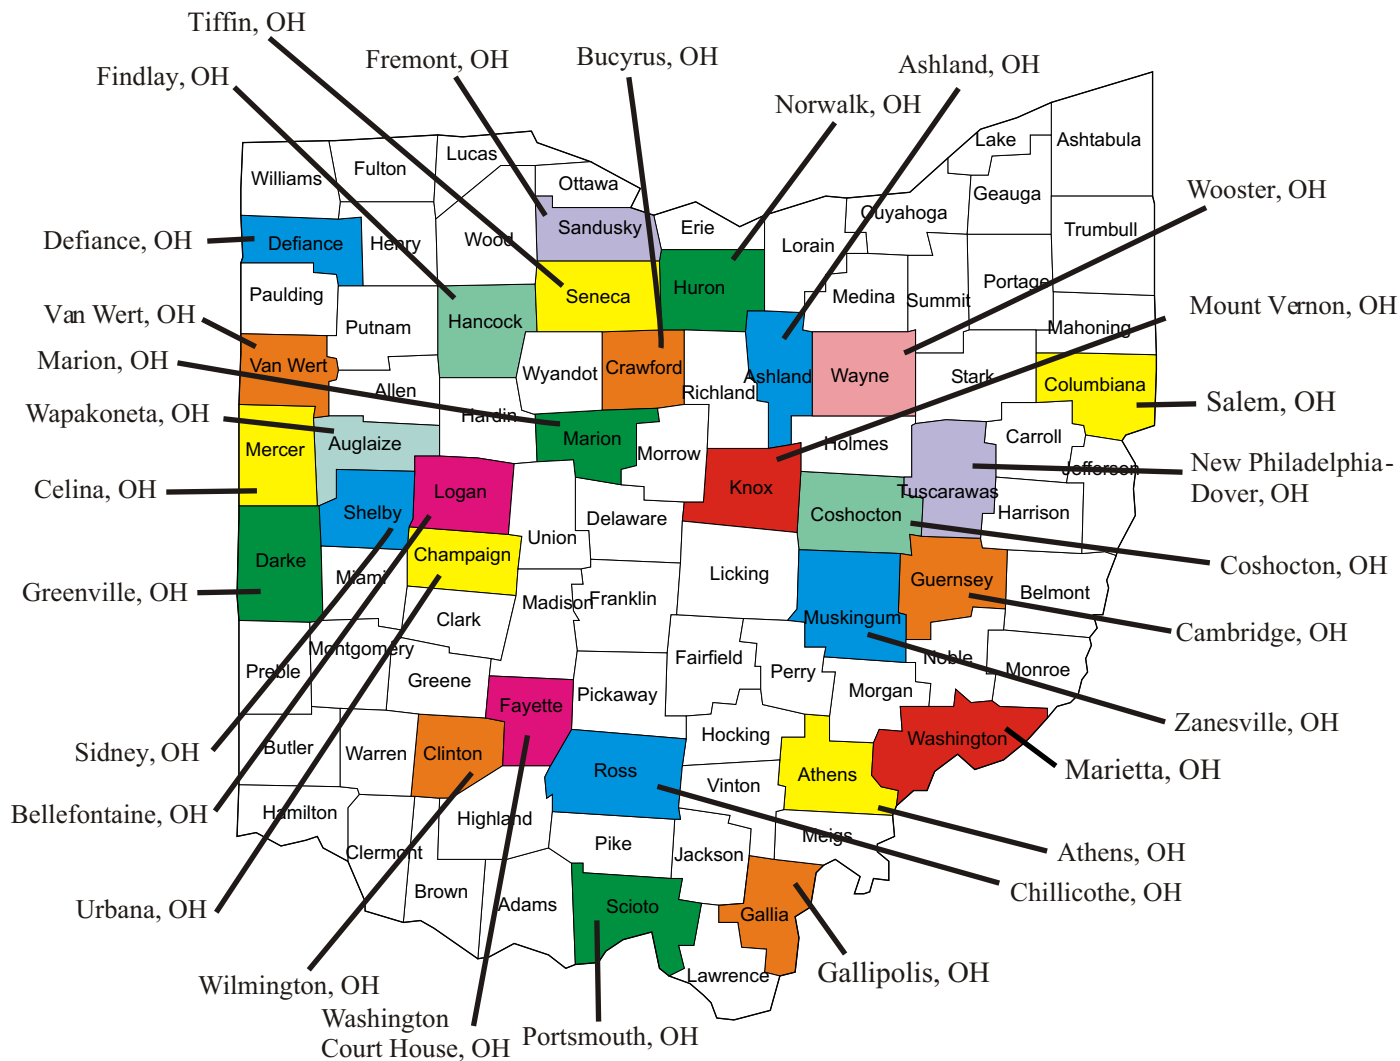 Tiffin, OH
Fremont, OH
Bucyrus, OH
Ashland, OH
Findlay, OH
Norwalk, OH
Lake
Ashtabula
Lucas
Fulton
Williams
Ottawa
Geauga
Wooster, OH
Cuyahoga
Sandusky
Erie
Trumbull
Defiance, OH
Defiance
Henry
Wood
Lorain
Portage
Paulding
Seneca
Huron
Medina
Summit
Mount Vernon, OH
Van Wert, OH
Putnam
Hancock
Mahoning
Marion, OH
Van Wert
Wyandot
Crawford
Ashland
Wayne
Stark
Columbiana
Allen
Richland
Salem, OH
Wapakoneta, OH
Hardin
Auglaize
Marion
Holmes
Carroll
Mercer
Morrow
New Philadelphia-
Dover, OH
Jefferson
Celina, OH
Logan
Knox
Tuscarawas
Shelby
Delaware
Coshocton
Harrison
Union
Champaign
Darke
Coshocton, OH
Miami
Licking
Guernsey
Belmont
Greenville, OH
Madison
Franklin
Clark
Muskingum
Cambridge, OH
Montgomery
Fairfield
Noble
Preble
Perry
Monroe
Greene
Pickaway
Morgan
Fayette
Zanesville, OH
Hocking
Washington
Sidney, OH
Butler
Warren
Clinton
Ross
Athens
Marietta, OH
Vinton
Bellefontaine, OH
Hamilton
Highland
Meigs
Pike
Clermont
Jackson
Athens, OH
Brown
Chillicothe, OH
Urbana, OH
Adams
Scioto
Gallia
Lawrence
Gallipolis, OH
Wilmington, OH
Washington
Court House, OH
Portsmouth, OH